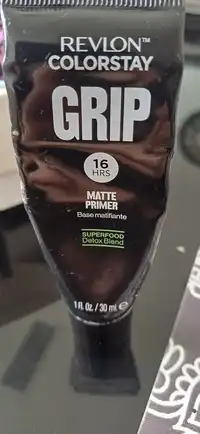 REVLON™
COLORSTAY
GRIP
16
HRS
MATTE
PRIMER
Base matifiante
SUPERFOOD
Detox Blend
1 fl. Oz. / 30 ml ℮